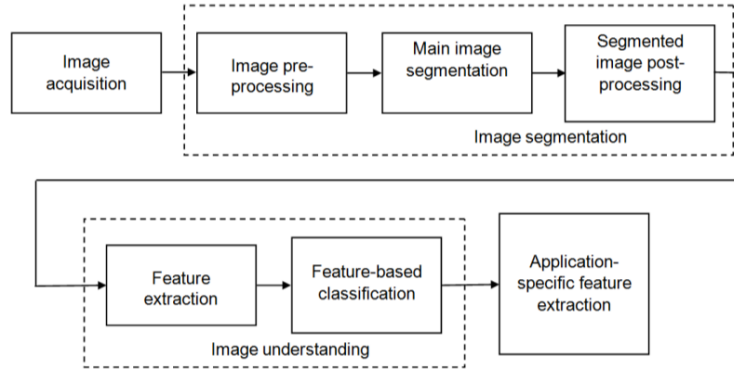 Image
acquisition
Image pre-
processing
Main image
segmentation
Segmented
image post-
processing
Image segmentation
Feature
extraction
Feature-based
classification
Application-
specific feature
extraction
Image understanding